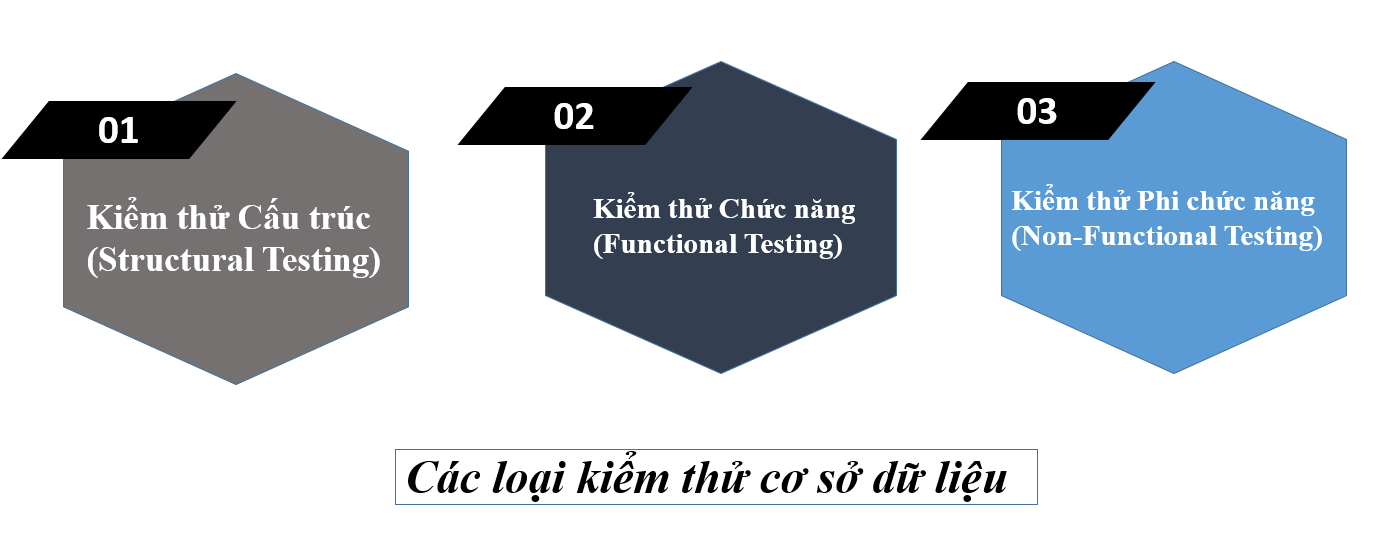 01
Kiểm thử Cấu trúc
(Structural Testing)
02
Kiểm thử Chức năng
(Functional Testing)
03
Kiểm thử Phi chức năng
(Non-Functional Testing)
Các loại kiểm thử cơ sở dữ liệu